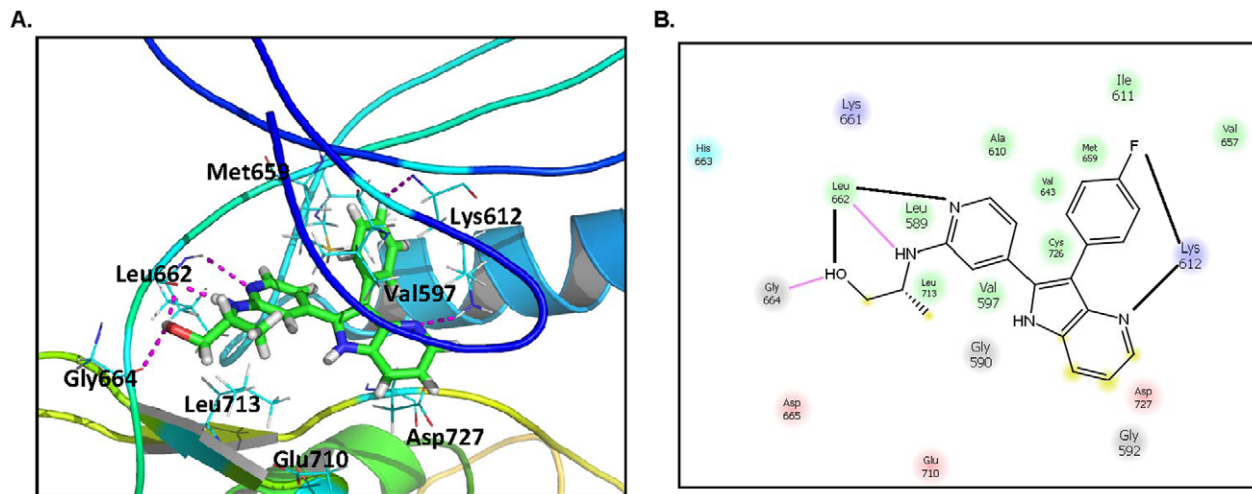 A.
B.
Met659
Lys612
Leu662
Val597
Gly664
Leu713
Asp727
Glu710
Ile
611
Lys
661
Val
657
Ala
610
Met
659
F
His
663
Val
643
Leu
662
N
Leu
589
Cys
726
Lys
612
HN
HO
Gly
664
Leu
713
Val
597
N
HN
Gly
590
Asp
727
Asp
665
Gly
592
Glu
710